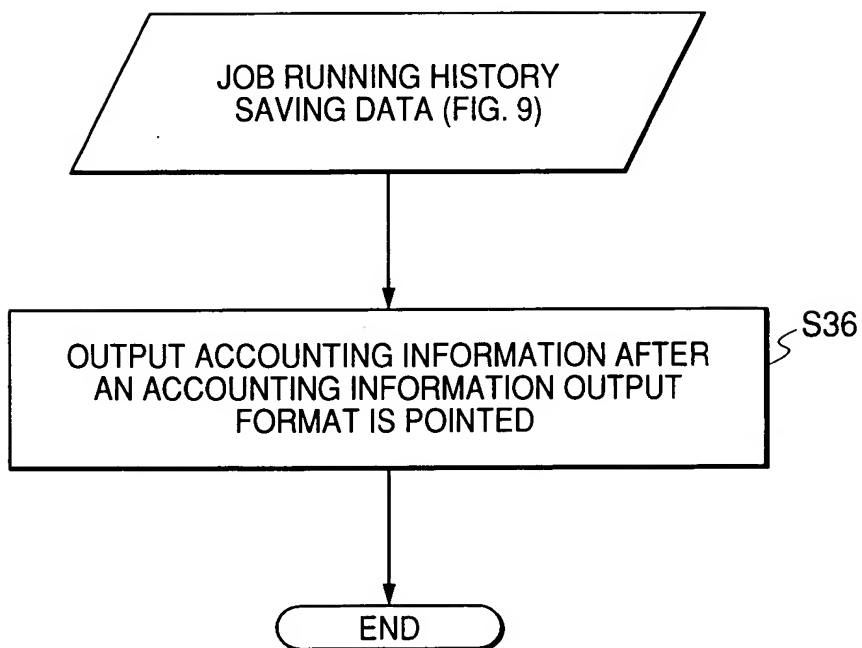 JOB RUNNING HISTORY
SAVING DATA (FIG. 9)
S36
OUTPUT ACCOUNTING INFORMATION AFTER
AN ACCOUNTING INFORMATION OUTPUT
FORMAT IS POINTED
END